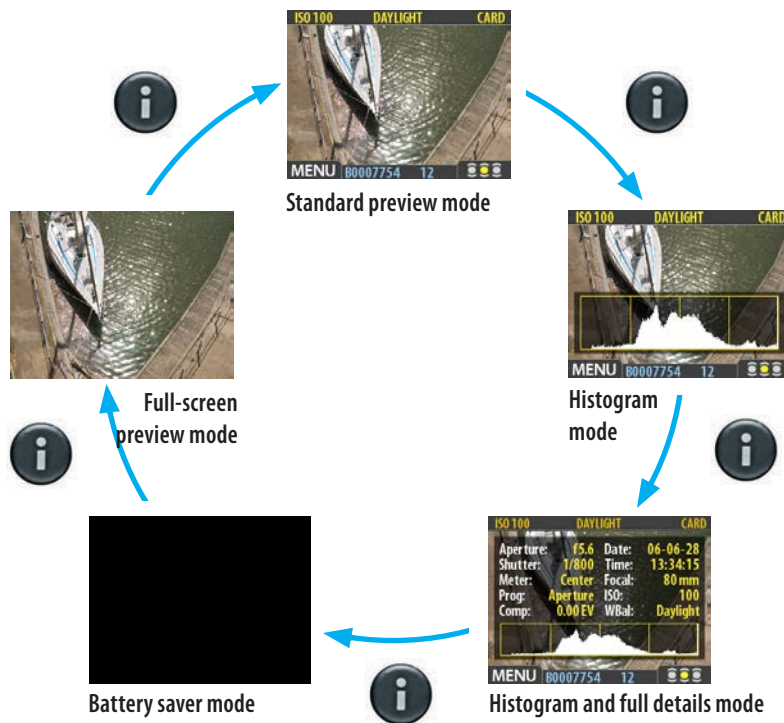 ISO 100 DAYLIGHT CARD
MENU B0007754 12
Standard preview mode
ISO 100 DAYLIGHT CARD
MENU B0007754 12
Histogram
mode
Full-screen
preview mode
ISO 100 DAYLIGHT CARD
Aperture: f5.6 Date: 06-06-28
Shutter: 1/800 Time: 13:34:15
Meter: Center Focal: 80 mm
Prog: Aperture ISO: 100
Comp: 0.00 EV WBal: Daylight
MENU B0007754 12
Histogram and full details mode
Battery saver mode
i
i
i
i
i